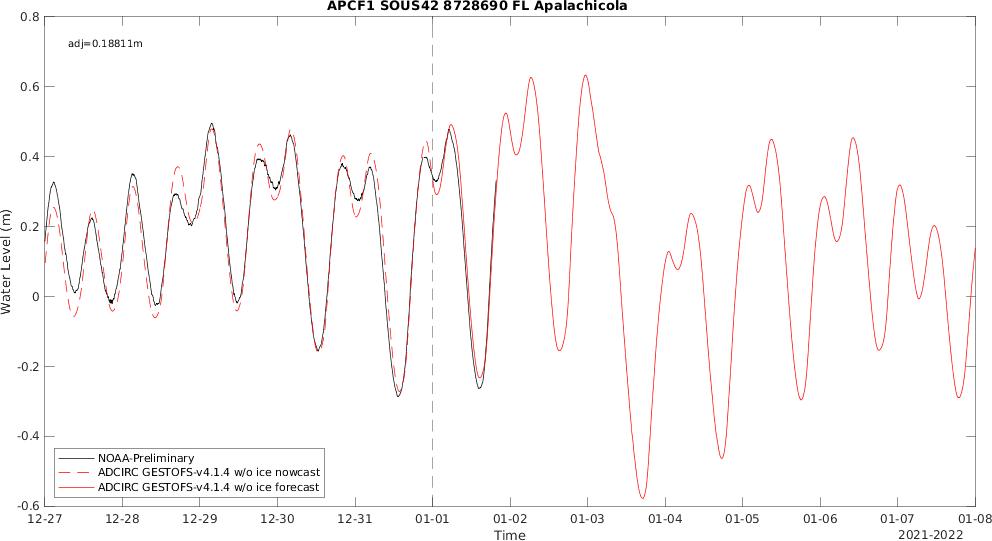 APCF1 SOUS42 8728690 FL Apalachicola
adj=0.18811m
0.8
0.6
0.4
0.2
0
-0.2
-0.4
-0.6
Water Level (m)
NOAA-Preliminary
ADCIRC GESTOFS-v4.1.4 w/o ice nowcast
ADCIRC GESTOFS-v4.1.4 w/o ice forecast
12-27 12-28 12-29 12-30 12-31 01-01 01-02 01-03 01-04 01-05 01-06 01-07 01-08
Time
2021-2022